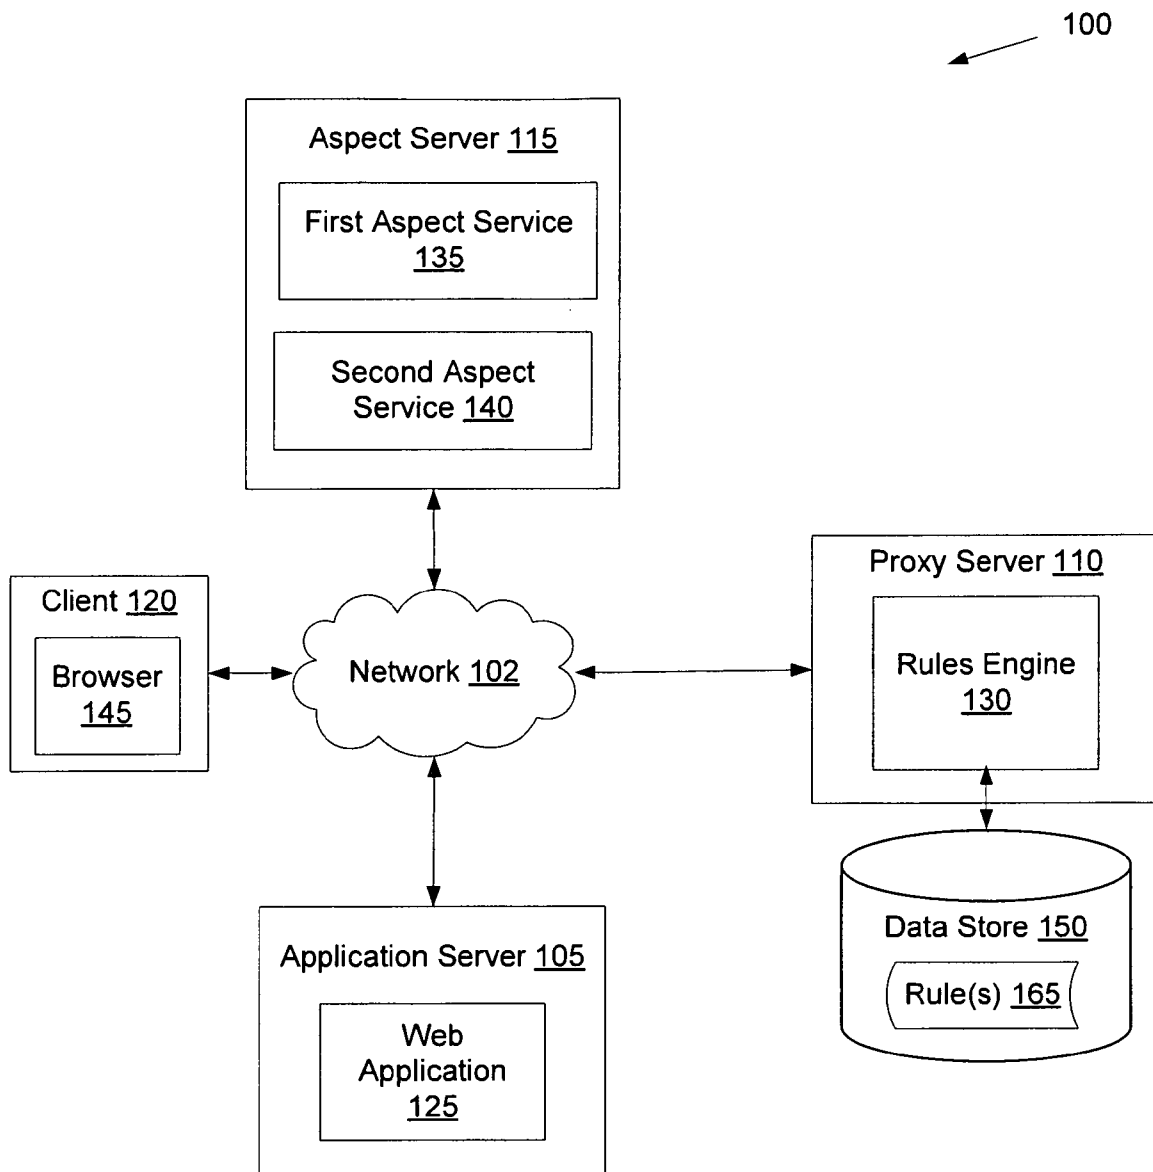 100
Aspect Server 115
First Aspect Service
135
Second Aspect
Service 140
Proxy Server 110
Rules Engine
130
Client 120
Browser
145
Network 102
Data Store 150
Rule(s) 165
Application Server 105
Web
Application
125